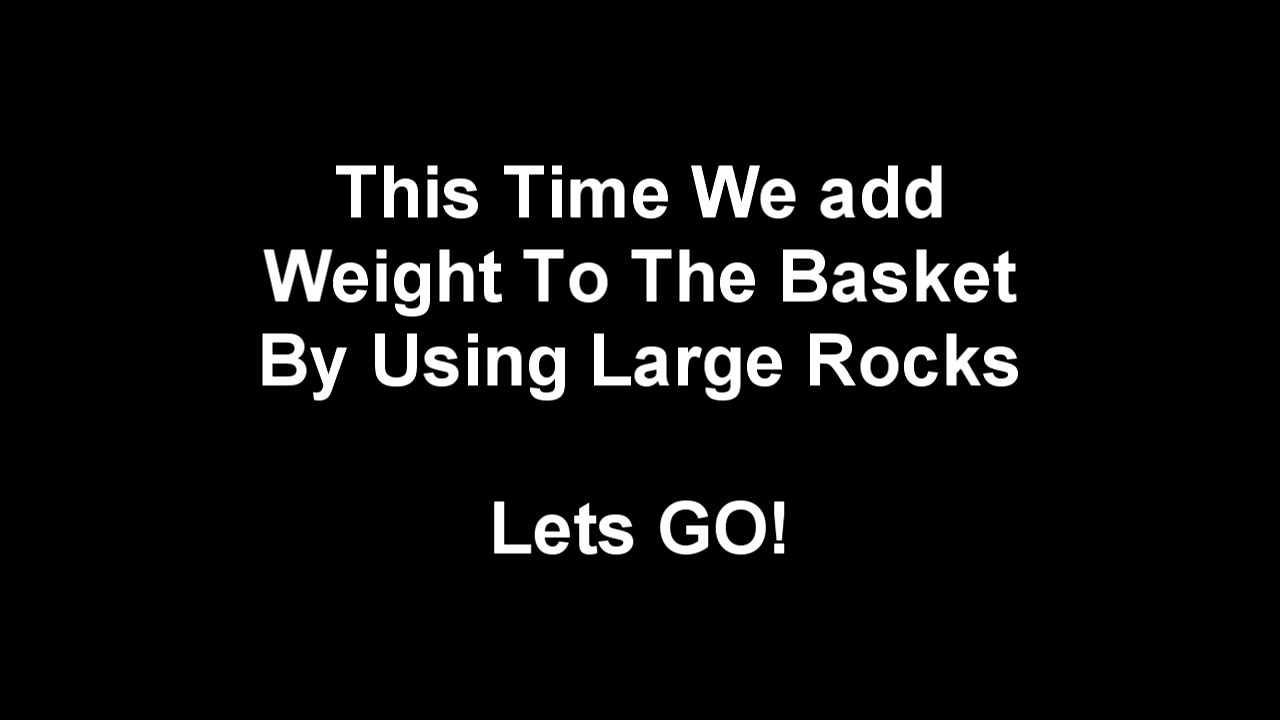 This Time We add
Weight To The Basket
By Using Large Rocks
Lets GO!